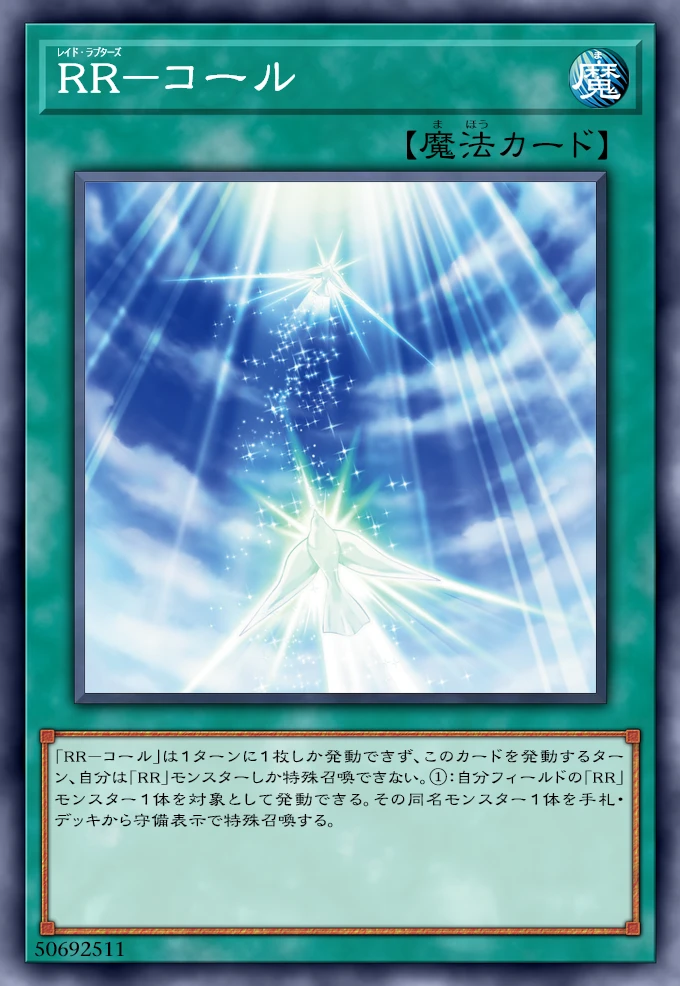 レイド・ラプターズ
RR－コール
ま
魔
まほう
【魔法カード】
「RR－コール」は１ターンに１枚しか発動できず、このカードを発動するター
ン、自分は「RR」モンスターしか特殊召喚できない。①：自分フィールドの「RR」
モンスター１体を対象として発動できる。その同名モンスター１体を手札・
デッキから守備表示で特殊召喚する。
50692511